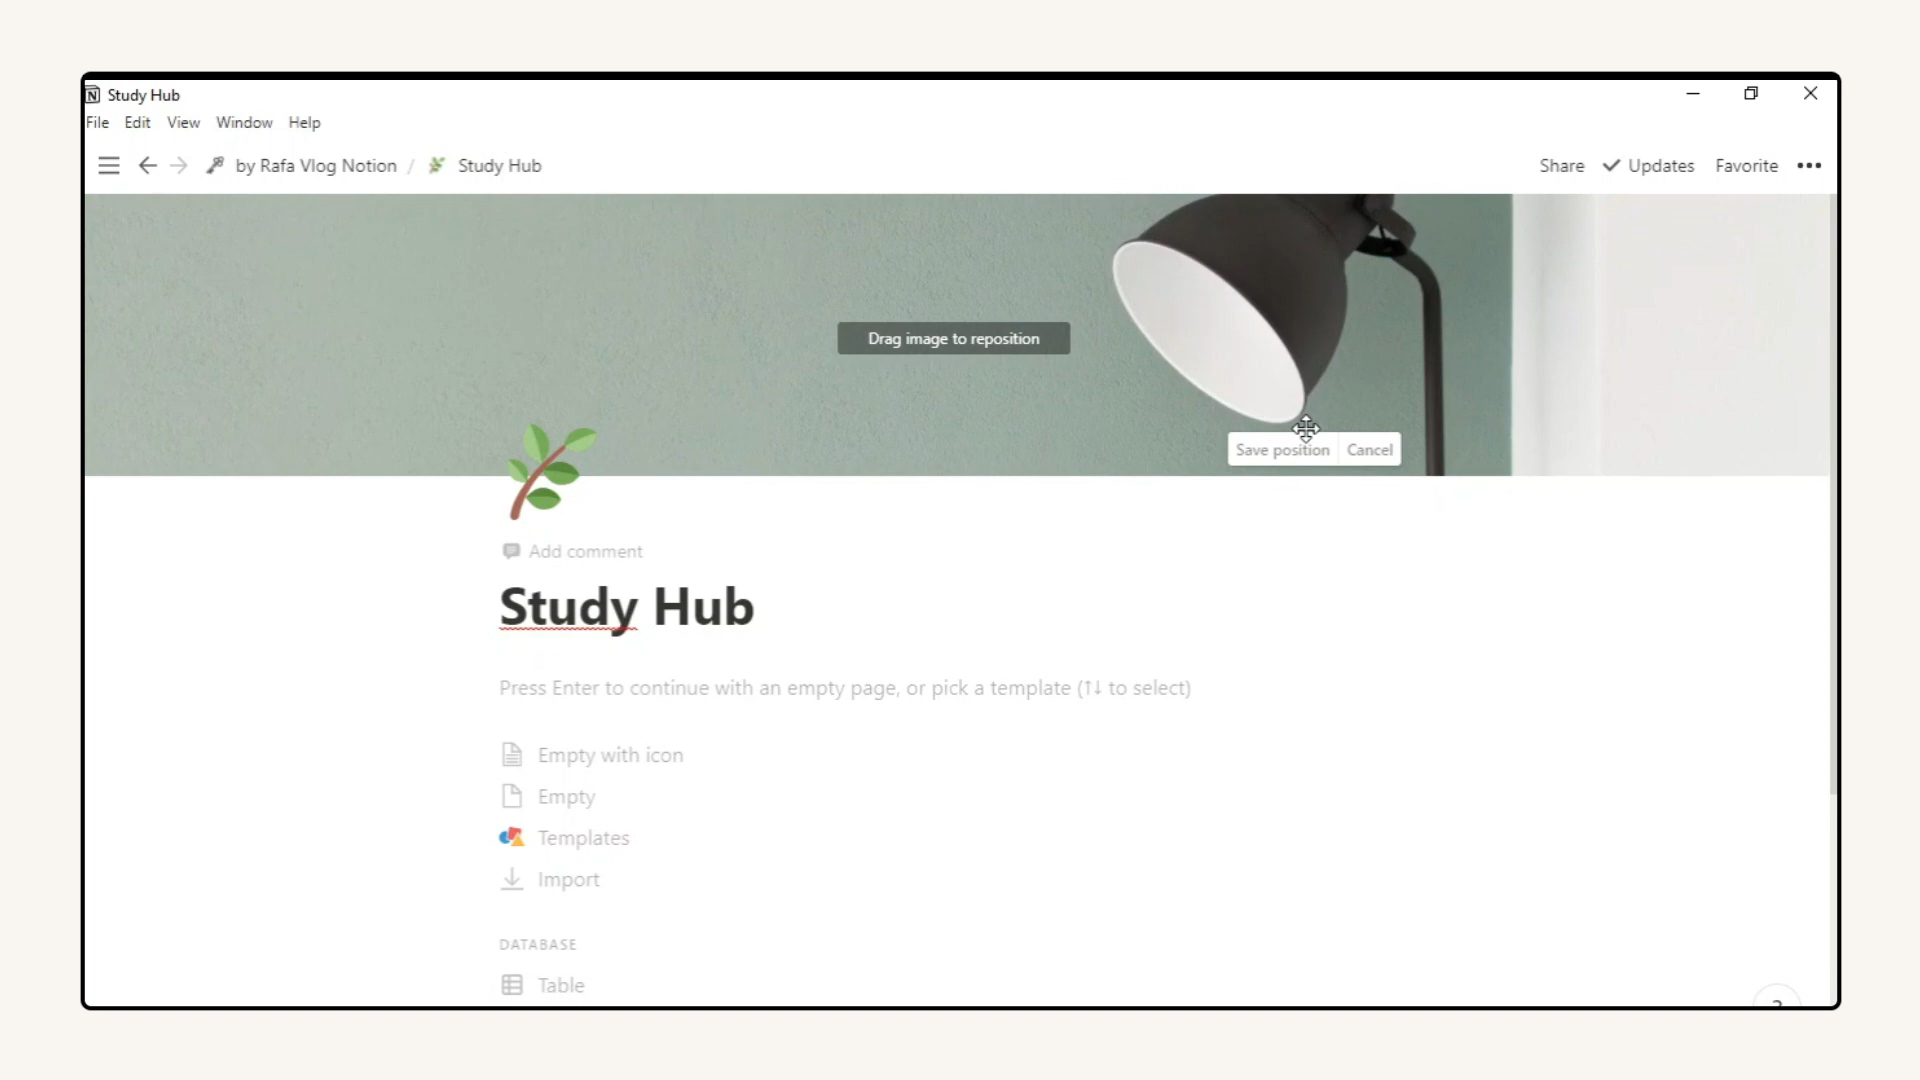 Study Hub
File Edit View Window Help
by Rafa Vlog Notion / Study Hub
Share Updates Favorite
Drag image to reposition
Save position Cancel
Add comment
Study Hub
Press Enter to continue with an empty page, or pick a template (↑↓ to select)
Empty with icon
Empty
Templates
Import
DATABASE
Table